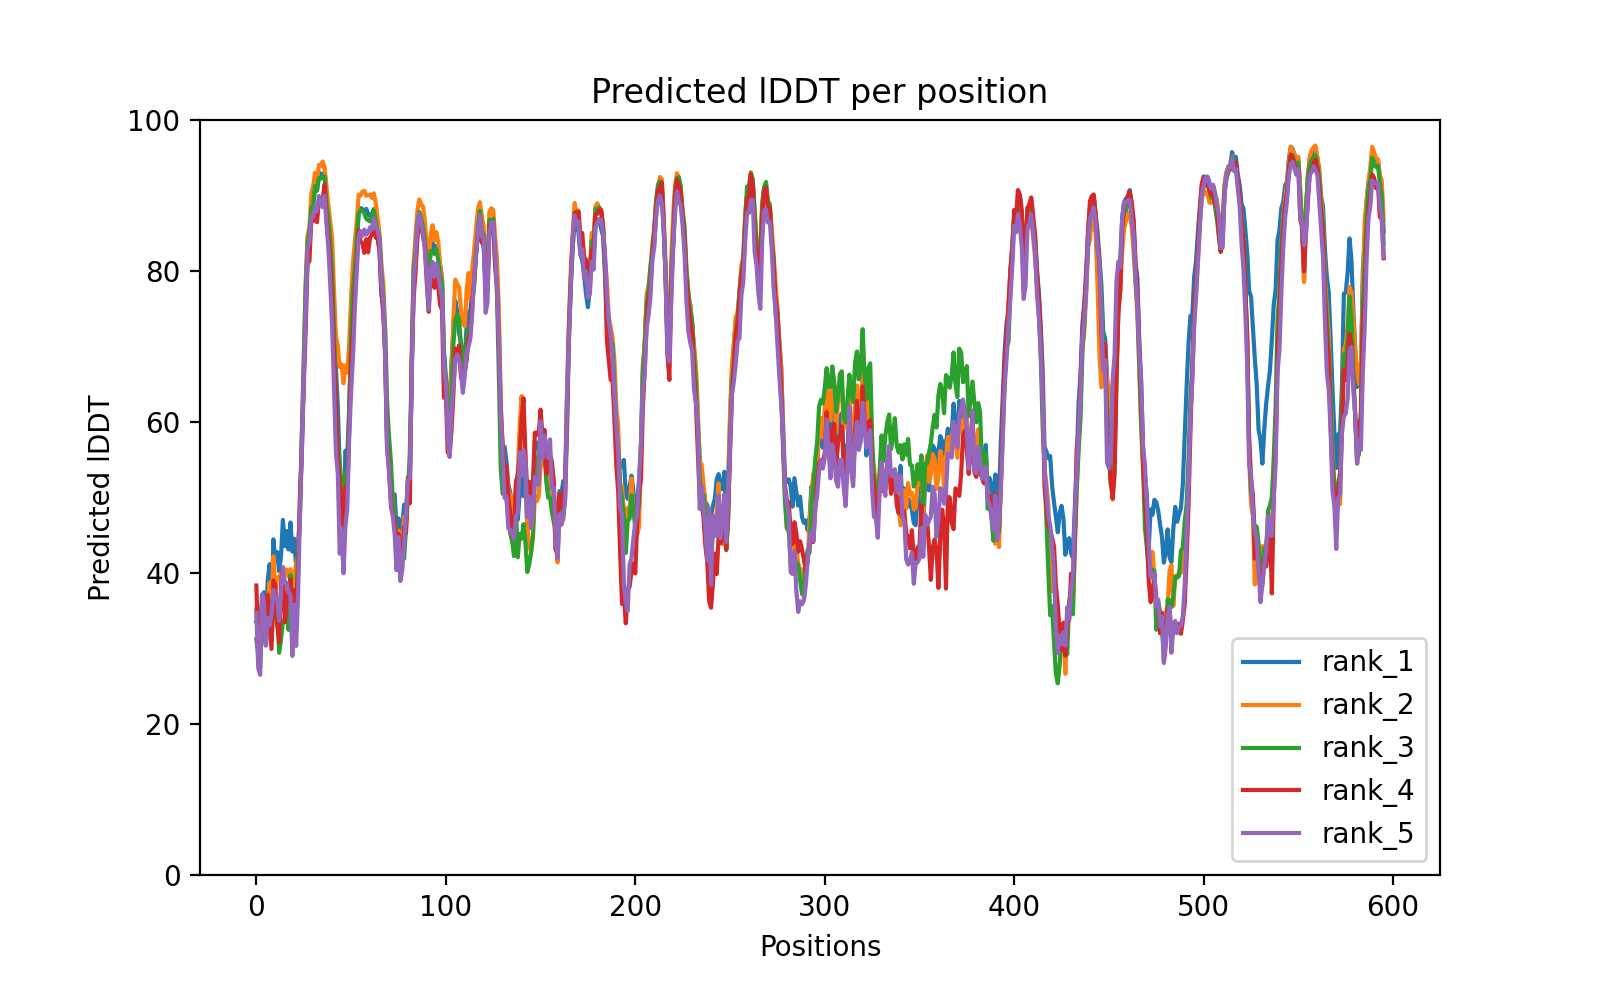 Predicted lDDT per position
100
80
60
40
20
0
Predicted lDDT
0 100 200 300 400 500 600
Positions
rank_1
rank_2
rank_3
rank_4
rank_5